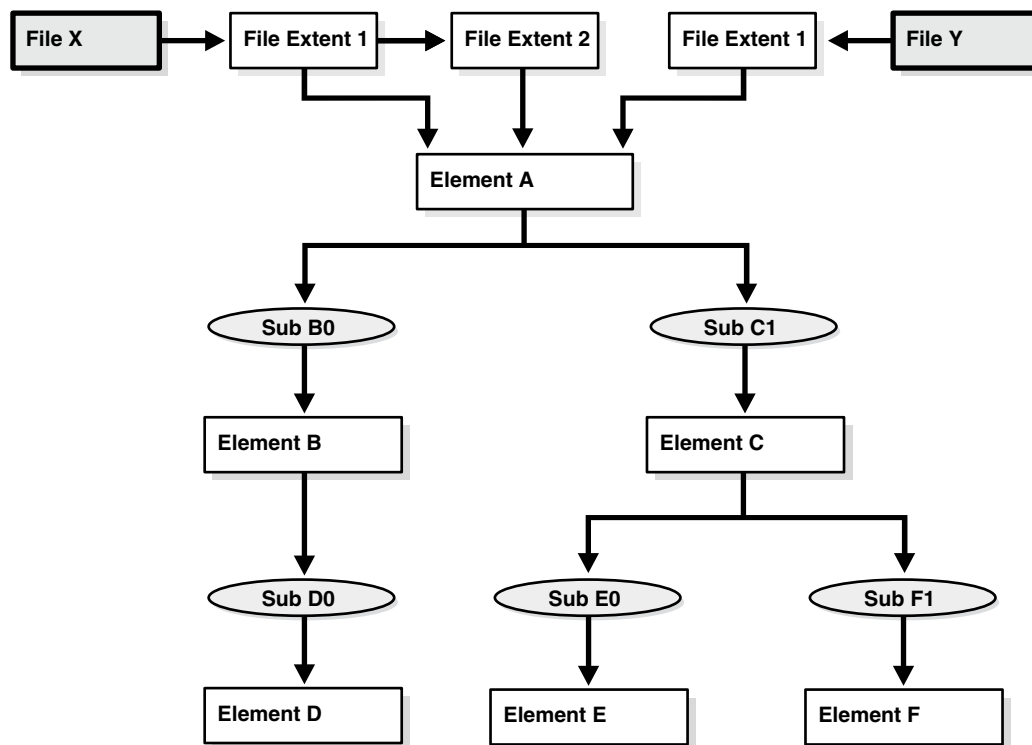 File X
File Extent 1
File Extent 2
File Extent 1
File Y
Element A
Sub B0
Sub C1
Element B
Element C
Sub D0
Sub E0
Sub F1
Element D
Element E
Element F